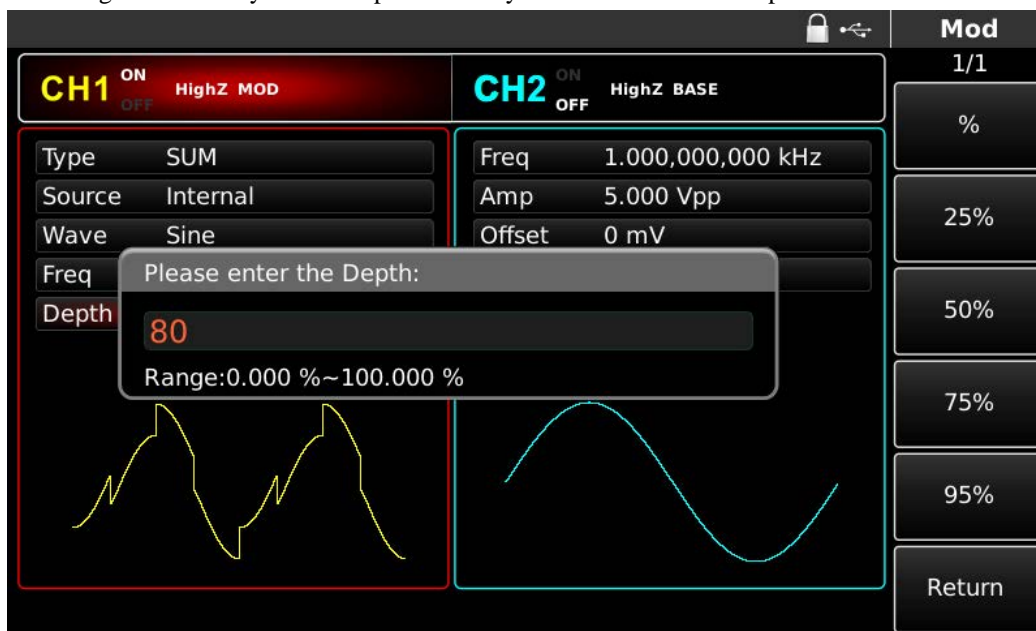 Mod
1/1
CH1 ON OFF HighZ MOD
CH2 ON OFF HighZ BASE
%
Type SUM
Freq 1.000,000,000 kHz
Source Internal
Amp 5.000 Vpp
25%
Wave Sine
Offset 0 mV
Freq
Please enter the Depth:
Depth
80
50%
Range:0.000 %~100.000 %
75%
95%
Return